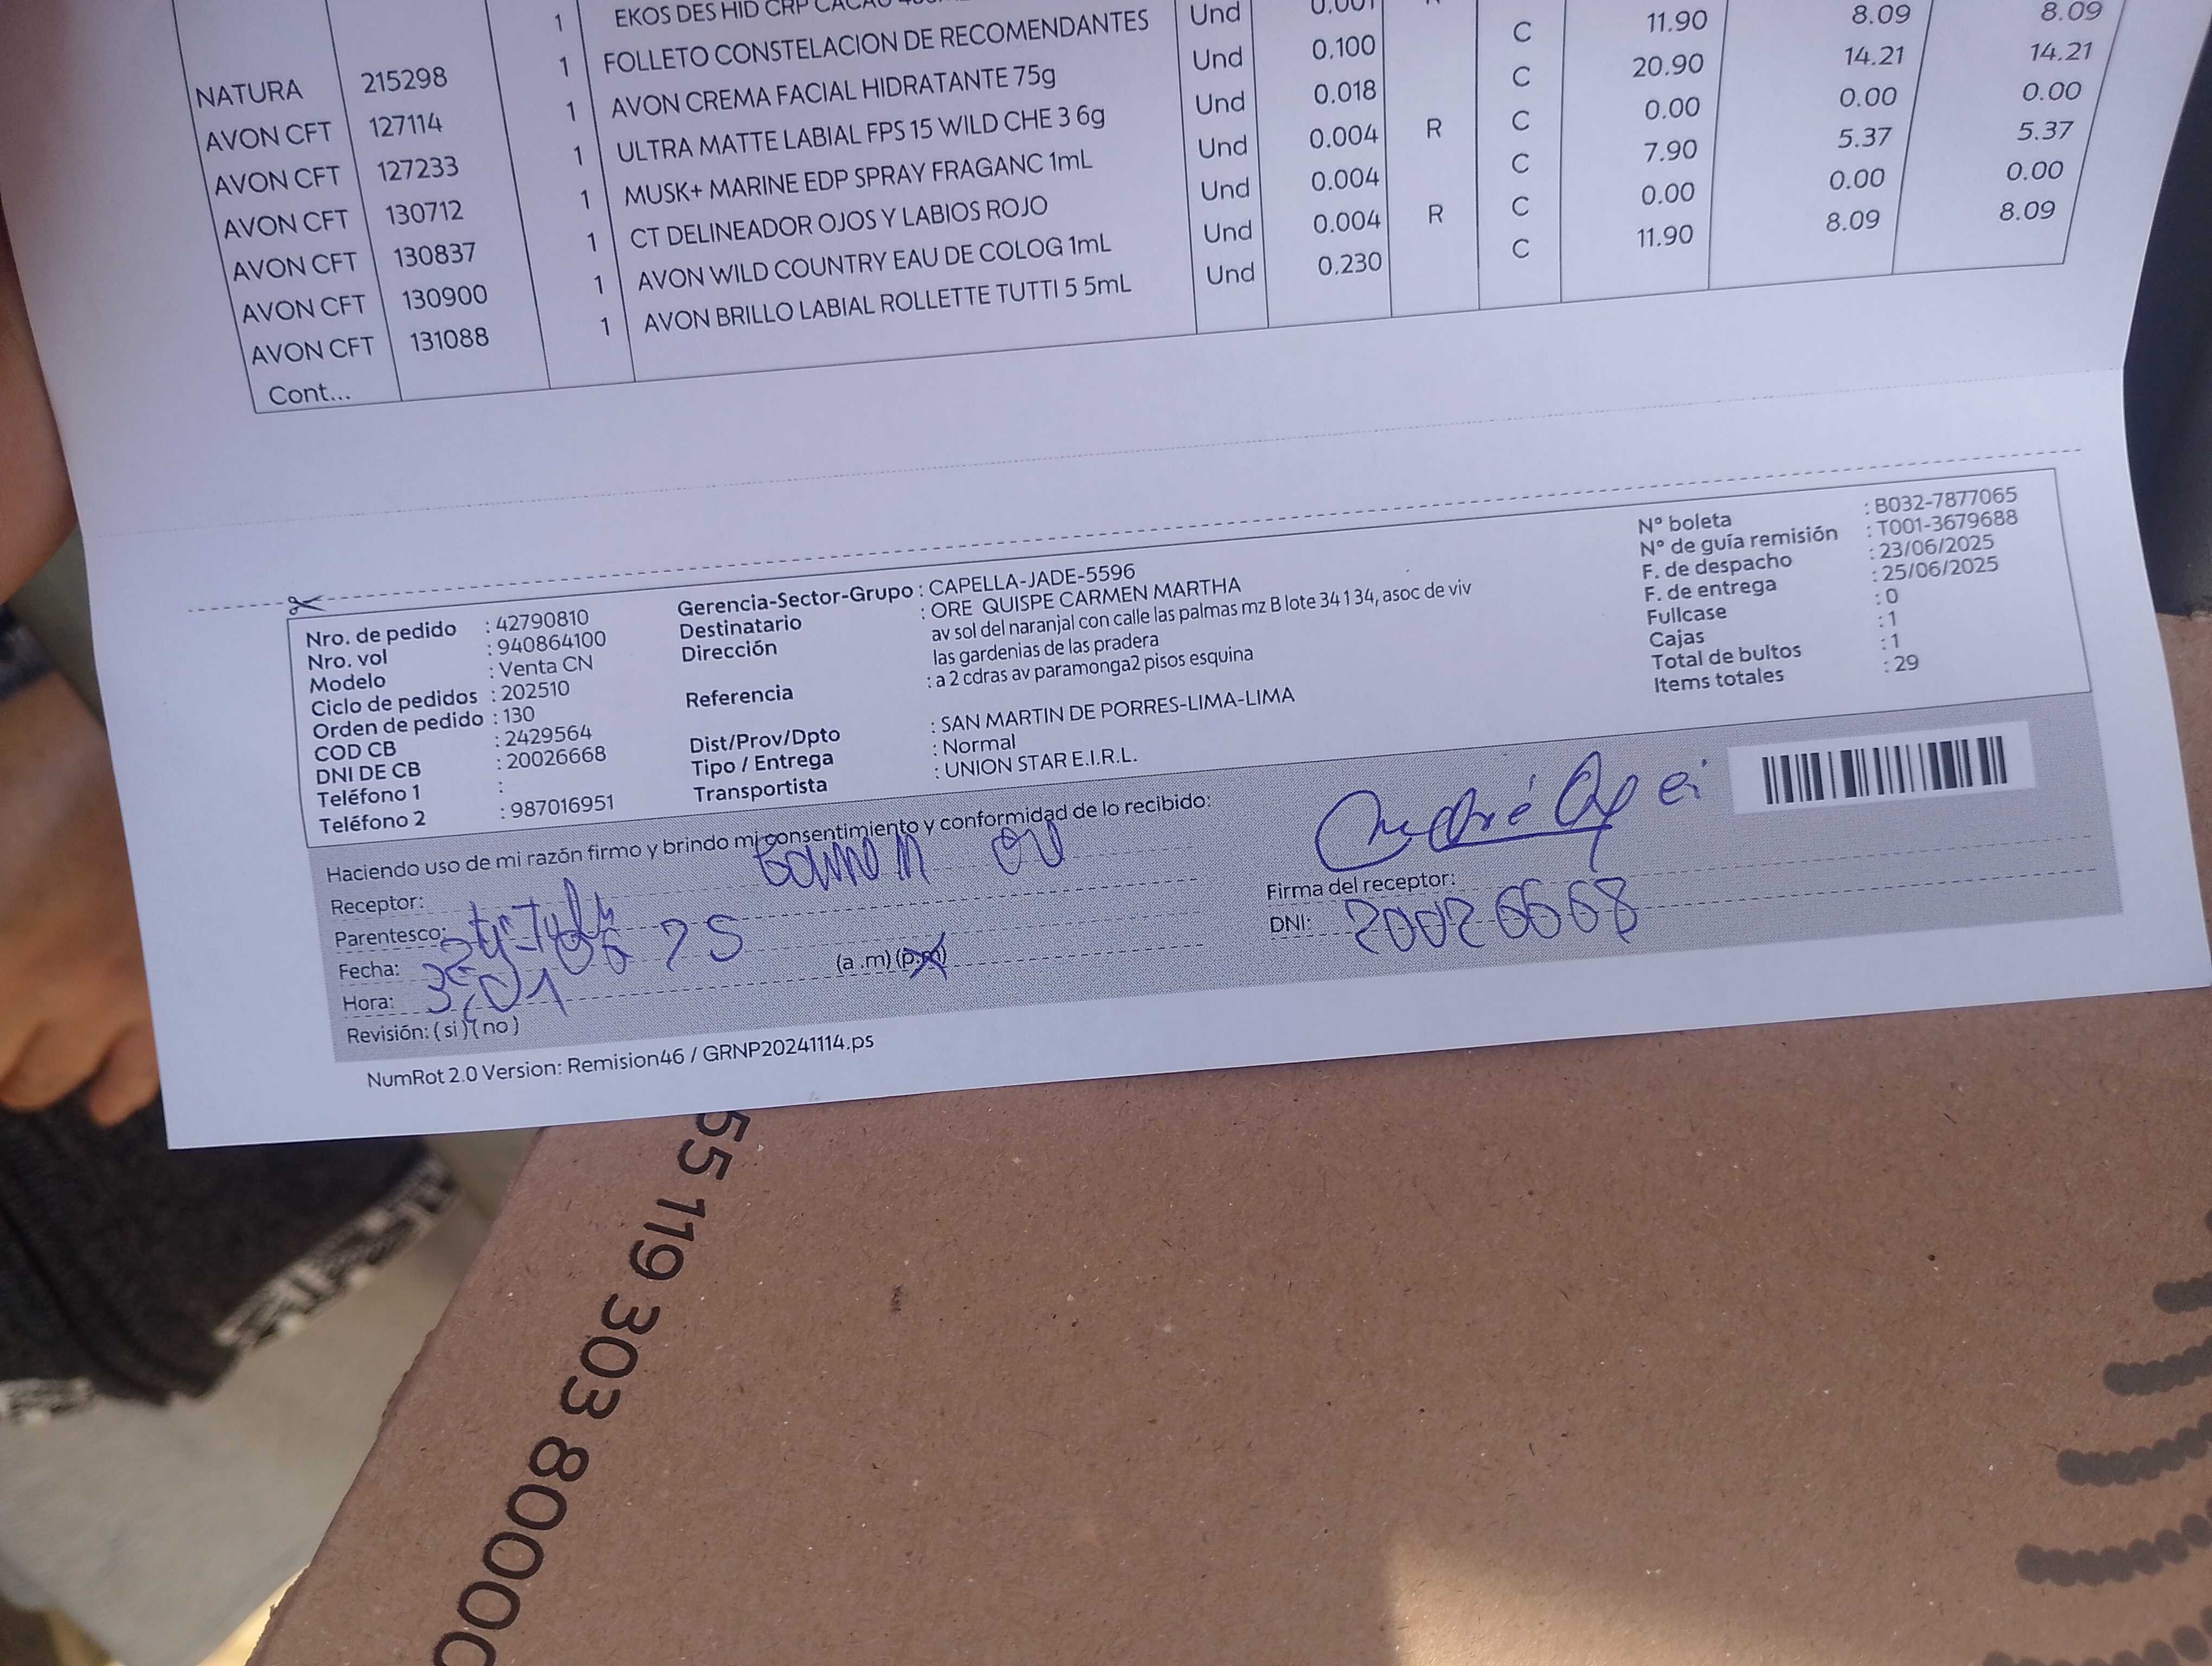 1 EKOS DES HID CRP CACAO Und 0.001
NATURA 215298 1 FOLLETO CONSTELACION DE RECOMENDANTES Und 0.100 C 11.90 8.09 8.09
AVON CFT 127114 1 AVON CREMA FACIAL HIDRATANTE 75g Und 0.018 C 20.90 14.21 14.21
AVON CFT 127233 1 ULTRA MATTE LABIAL FPS 15 WILD CHE 3 6g Und 0.004 R C 0.00 0.00 0.00
AVON CFT 130712 1 MUSK+ MARINE EDP SPRAY FRAGANC 1mL Und 0.004 C 7.90 5.37 5.37
AVON CFT 130837 1 CT DELINEADOR OJOS Y LABIOS ROJO Und 0.004 R C 0.00 0.00 0.00
AVON CFT 130900 1 AVON WILD COUNTRY EAU DE COLOG 1mL Und 0.230 C 11.90 8.09 8.09
AVON CFT 131088 1 AVON BRILLO LABIAL ROLLETTE TUTTI 5 5mL
Cont...
Nro. de pedido : 42790810
Nro. vol : 940864100
Modelo : Venta CN
Ciclo de pedidos : 202510
Orden de pedido : 130
COD CB : 2429564
DNI DE CB : 20026668
Teléfono 1 :
Teléfono 2 : 987016951
Gerencia-Sector-Grupo : CAPELLA-JADE-5596
Destinatario : ORE QUISPE CARMEN MARTHA
Dirección av sol del naranjal con calle las palmas mz B lote 34 1 34, asoc de viv
las gardenias de las pradera
Referencia : a 2 cdras av paramonga2 pisos esquina
Dist/Prov/Dpto : SAN MARTIN DE PORRES-LIMA-LIMA
Tipo / Entrega : Normal
Transportista : UNION STAR E.I.R.L.
N° boleta : B032-7877065
N° de guía remisión : T001-3679688
F. de despacho : 23/06/2025
F. de entrega : 25/06/2025
Fullcase : 0
Cajas : 1
Total de bultos : 1
Items totales : 29
Haciendo uso de mi razón firmo y brindo mi consentimiento y conformidad de lo recibido:
Receptor:
Parentesco:
Fecha:
Hora: 3:01 (a .m) (p.m)
Revisión: ( si ) ( no )
Firma del receptor:
DNI: 20026668
NumRot 2.0 Version: Remision46 / GRNP20241114.ps
55 119 303 8000